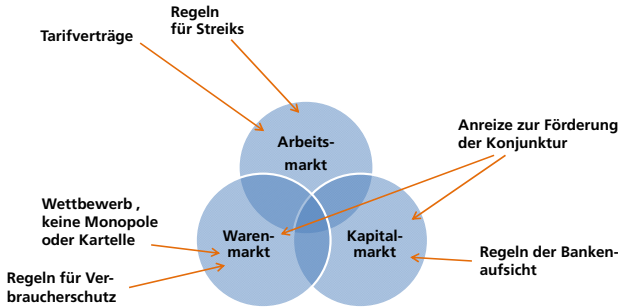 Regeln
für Streiks
Tarifverträge
Arbeits-
markt
Anreize zur Förderung
der Konjunktur
Wettbewerb ,
keine Monopole
oder Kartelle
Waren-
markt
Kapital-
markt
Regeln der Banken-
aufsicht
Regeln für Ver-
braucherschutz